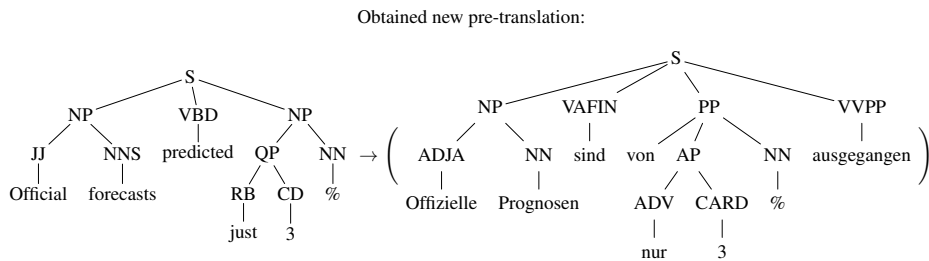 Obtained new pre-translation:
S
S
NP VBD NP
NP VAFIN PP VVPP
JJ NNS predicted QP NN → ( ADJA NN sind von AP NN ausgegangen )
Official forecasts RB CD % Offizielle Prognosen ADV CARD %
just 3 nur 3